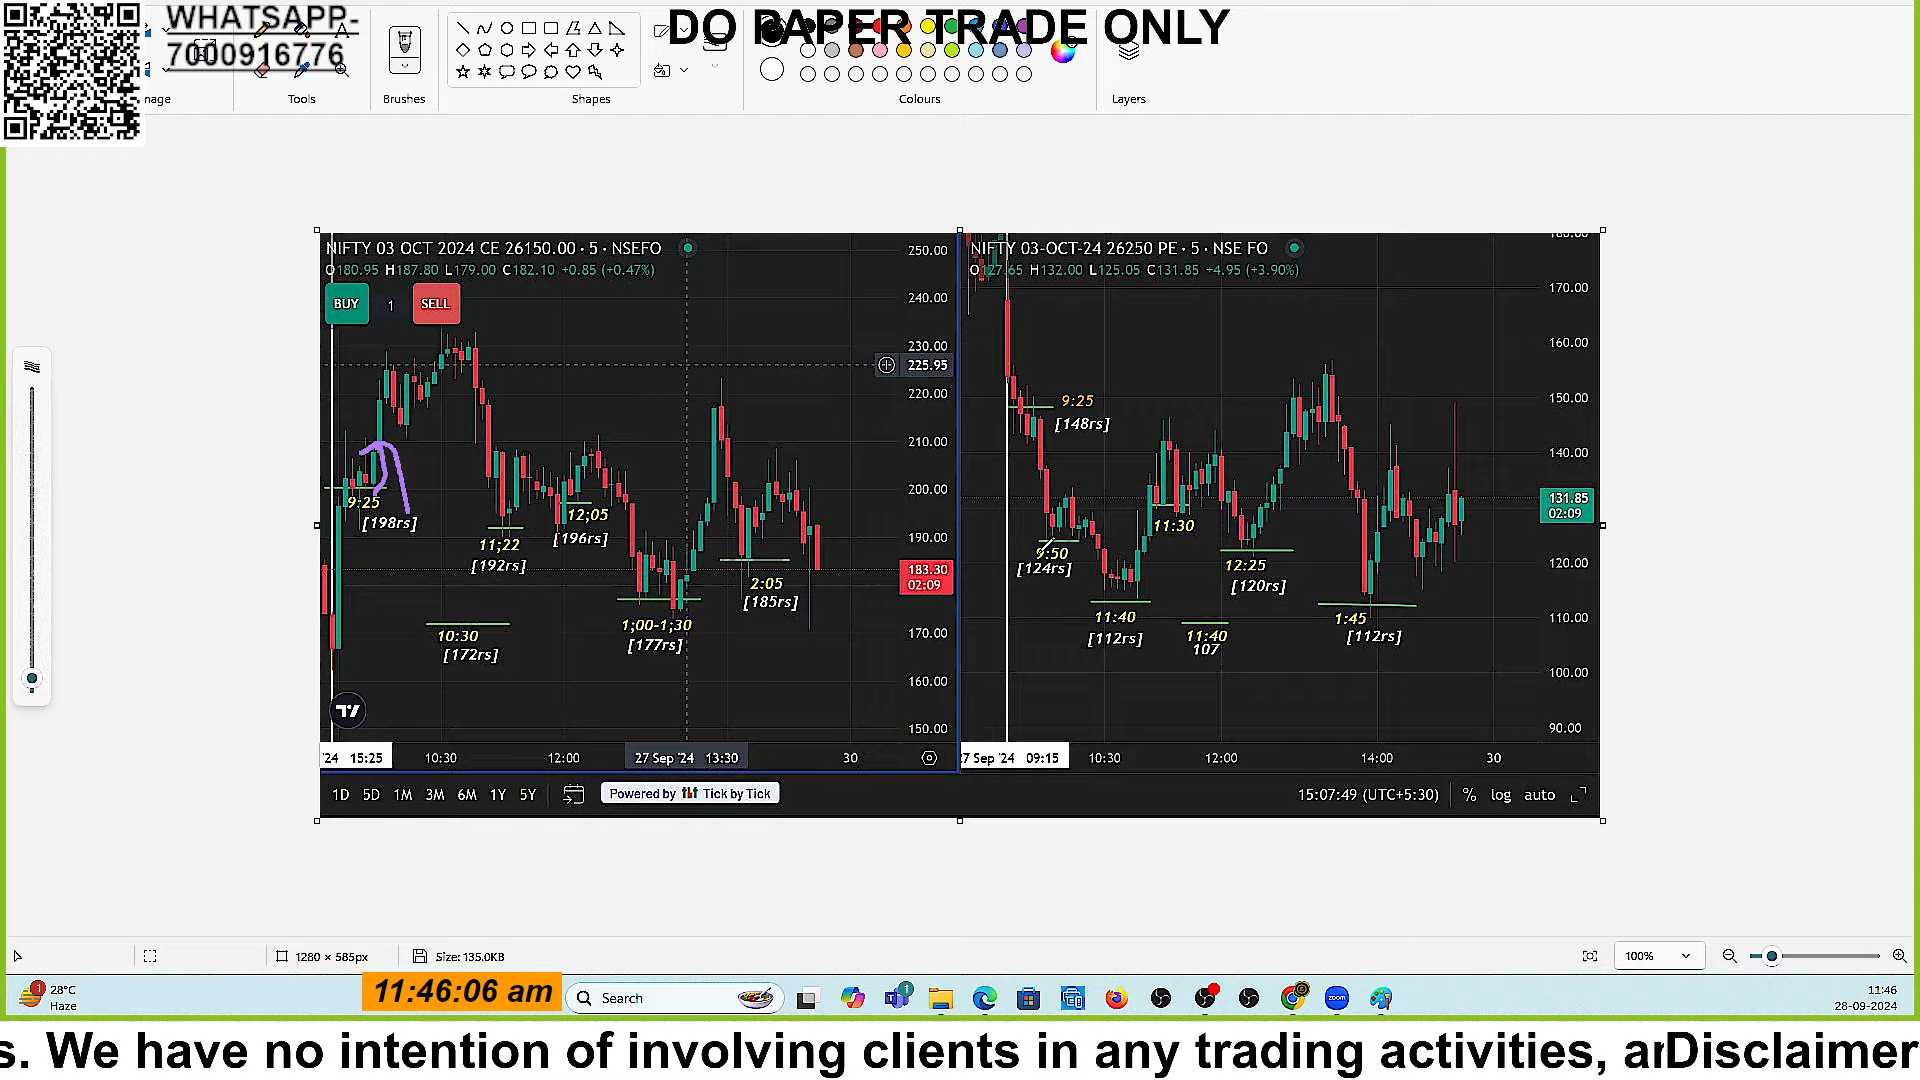 WHATSAPP-
7000916776
DO PAPER TRADE ONLY
nage
Tools
Brushes
Shapes
Colours
Layers
NIFTY 03 OCT 2024 CE 26150.00 · 5 · NSEFO
O180.95 H187.80 L179.00 C182.10 +0.85 (+0.47%)
BUY 1 SELL
250.00
240.00
230.00
225.95
220.00
210.00
200.00
190.00
183.30
02:09
170.00
160.00
150.00
9:25
[198rs]
11;22
[192rs]
12;05
[196rs]
10:30
[172rs]
1;00-1;30
[177rs]
2:05
[185rs]
'24 15:25 10:30 12:00 27 Sep '24 13:30 30
NIFTY 03-OCT-24 26250 PE · 5 · NSE FO
O127.65 H132.00 L125.05 C131.85 +4.95 (+3.90%)
180.00
170.00
160.00
150.00
140.00
131.85
02:09
120.00
110.00
100.00
90.00
9:25
[148rs]
9:50
[124rs]
11:30
11:40
[112rs]
11:40
107
12:25
[120rs]
1:45
[112rs]
7 Sep '24 09:15 10:30 12:00 14:00 30
1D 5D 1M 3M 6M 1Y 5Y Powered by Tick by Tick 15:07:49 (UTC+5:30) % log auto
1280 × 585px Size: 135.0KB 100%
28°C
Haze
11:46:06 am
Search
zoom
11:46
28-09-2024
s. We have no intention of involving clients in any trading activities, arDisclaimer